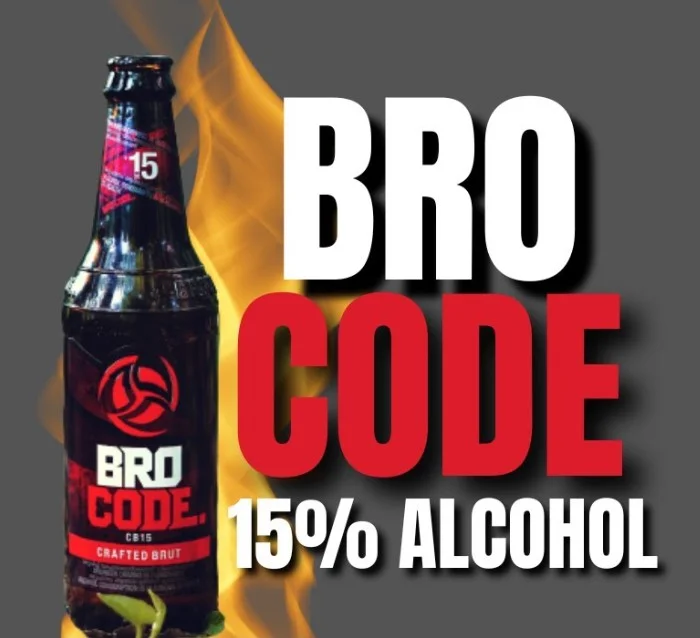 15
BRO
CODE.
CB15
CRAFTED BRUT
BRO
CODE
15% ALCOHOL